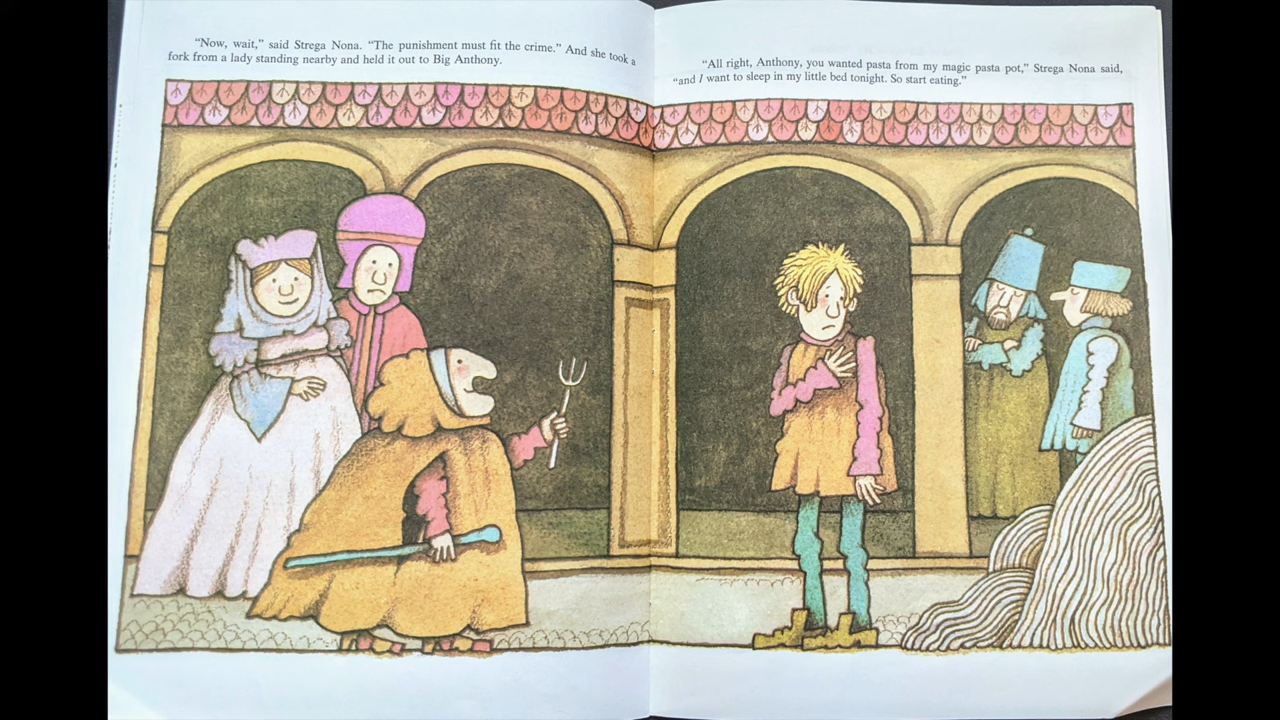 “Now, wait,” said Strega Nona. “The punishment must fit the crime.” And she took a
fork from a lady standing nearby and held it out to Big Anthony.
“All right, Anthony, you wanted pasta from my magic pasta pot,” Strega Nona said,
“and I want to sleep in my little bed tonight. So start eating.”